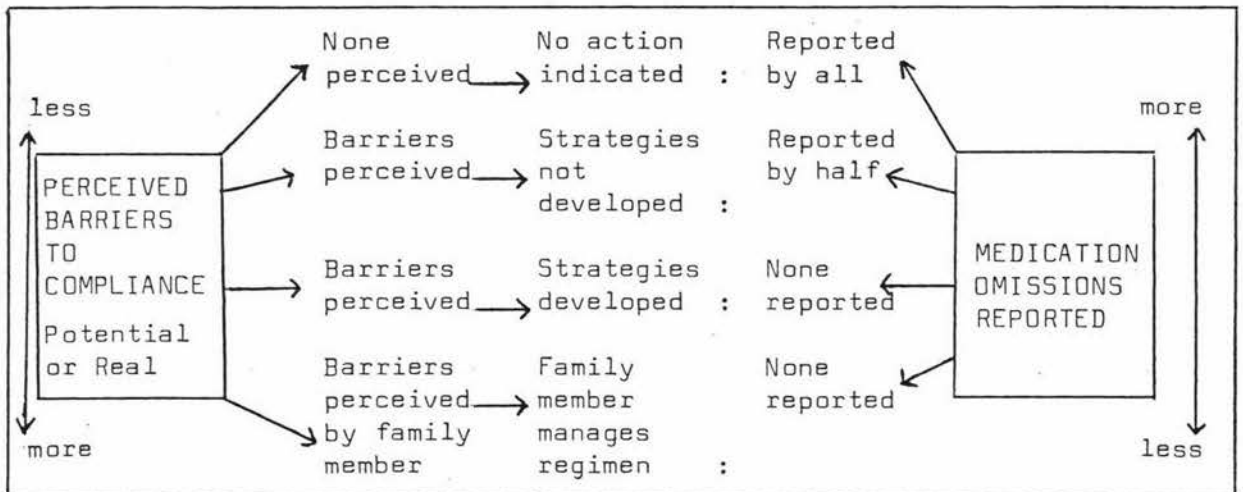 None No action Reported
perceived indicated : by all
less more
Barriers Strategies Reported
perceived not by half
developed :
PERCEIVED
BARRIERS
TO
COMPLIANCE
Potential
or Real
Barriers Strategies None
perceived developed : reported
MEDICATION
OMISSIONS
REPORTED
Barriers Family None
perceived member reported
by family manages
member regimen :
more less